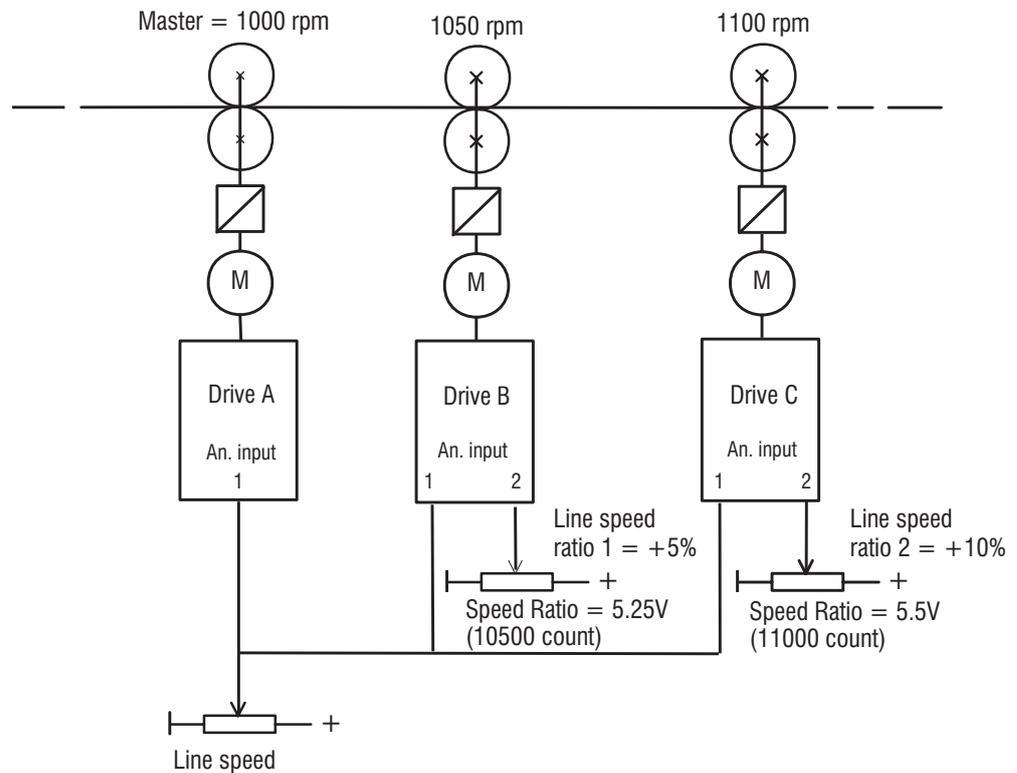 Master = 1000 rpm
1050 rpm
1100 rpm
M
M
M
Drive A
An. input
1
Drive B
An. input
1 2
Drive C
An. input
1 2
Line speed
ratio 1 = +5%
+
Speed Ratio = 5.25V
(10500 count)
Line speed
ratio 2 = +10%
+
Speed Ratio = 5.5V
(11000 count)
+
Line speed